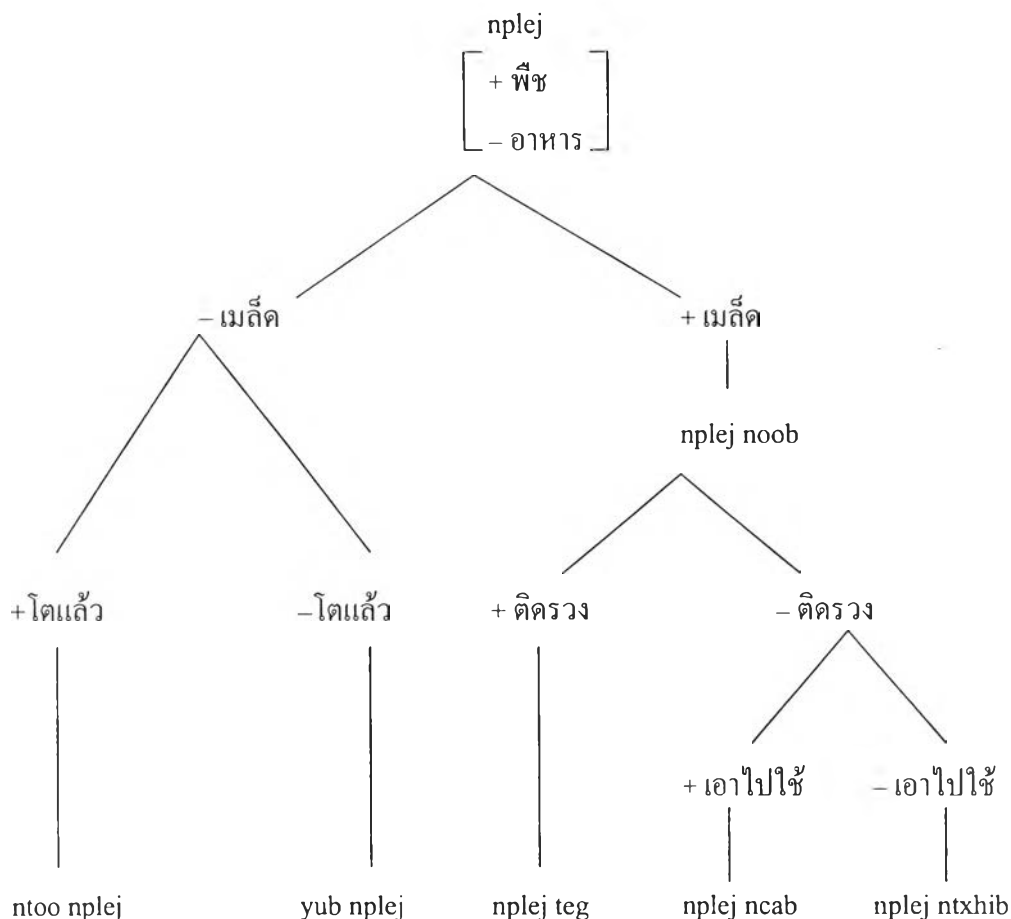 nplej
+ พืช
– อาหาร
– เมล็ด + เมล็ด
nplej noob
+โตแล้ว –โตแล้ว + ติดรวง – ติดรวง
+ เอาไปใช้ – เอาไปใช้
ntoo nplej yub nplej nplej teg nplej ncab nplej ntxhib